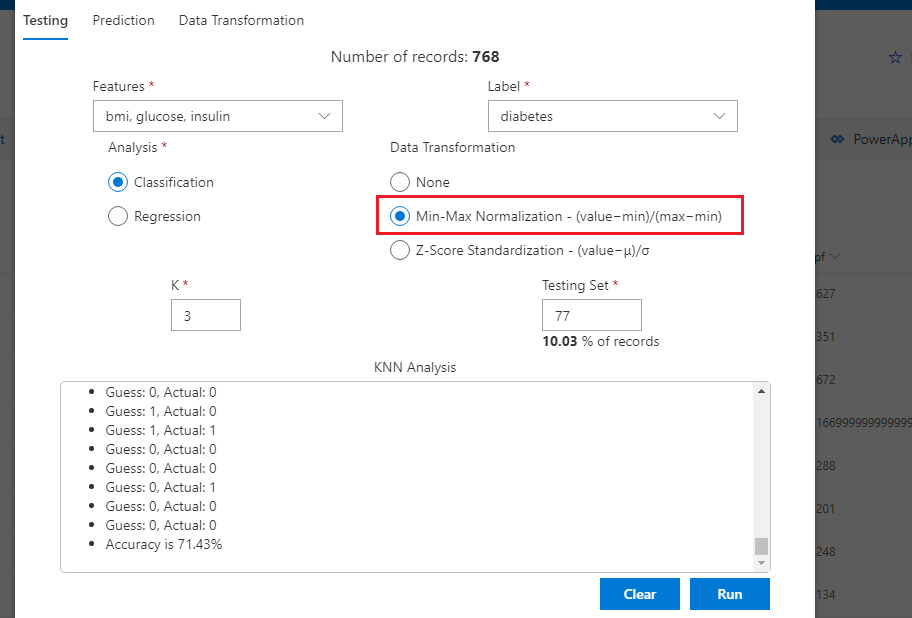 Testing Prediction Data Transformation
Number of records: 768
Features * Label *
bmi, glucose, insulin diabetes
t PowerApp
Analysis * Data Transformation
Classification None
Regression Min-Max Normalization - (value−min)/(max−min)
Z-Score Standardization - (value−μ)/σ
pf
K * Testing Set *
627
3 77
351
10.03 % of records
KNN Analysis
672
Guess: 0, Actual: 0
Guess: 1, Actual: 0
166999999999999
Guess: 1, Actual: 1
Guess: 0, Actual: 0
Guess: 0, Actual: 0
288
Guess: 0, Actual: 1
Guess: 0, Actual: 0
201
Guess: 0, Actual: 0
Accuracy is 71.43%
248
Clear Run
134